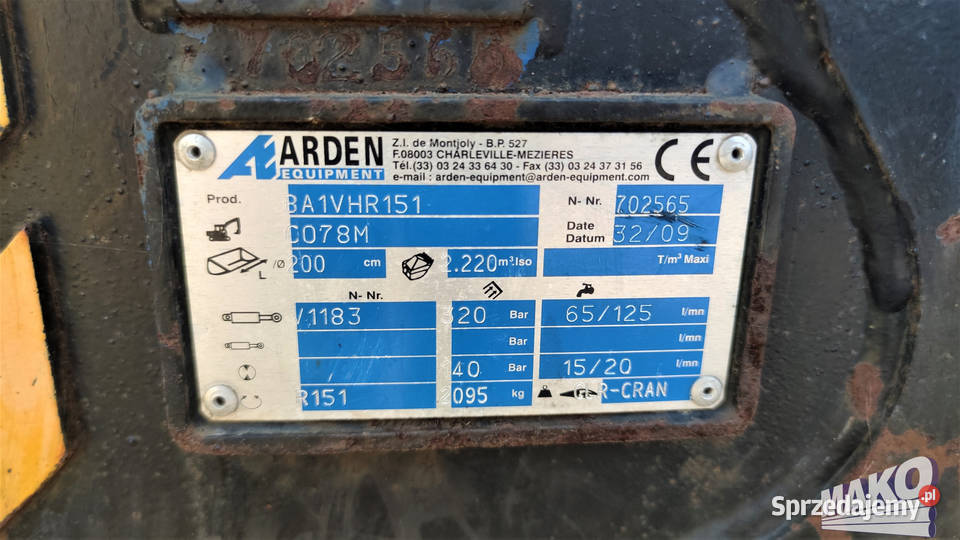 702565
ARDEN
EQUIPMENT
Z.I. de Montjoly - B.P. 527
F.08003 CHARLEVILLE-MEZIERES
Tél.(33) 03 24 33 64 30 - Fax (33) 03 24 37 31 56
e-mail : arden-equipment@arden-equipment.com
CE
Prod. BA1VHR151 N- Nr. 702565
C078M Date Datum 32/09
L /Ø 200 cm 2.220 m³.Iso T/m³ Maxi
N- Nr.
V1183 320 Bar 65/125 l/mn
Bar l/mn
140 Bar 15/20 l/mn
R151 2095 kg
MAKO
Sprzedajemy.pl